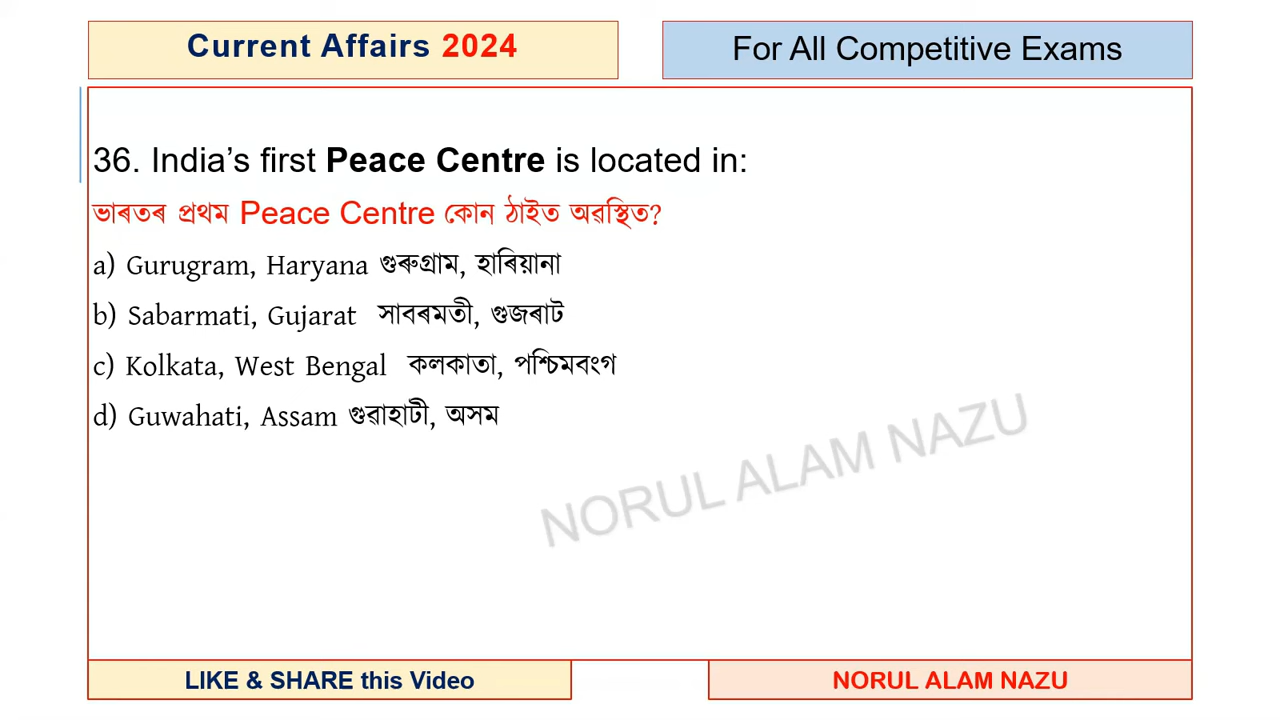 Current Affairs 2024
For All Competitive Exams
36. India’s first Peace Centre is located in:
ভাৰতৰ প্ৰথম Peace Centre কোন ঠাইত অৱস্থিত?
a) Gurugram, Haryana গুৰুগ্ৰাম, হাৰিয়ানা
b) Sabarmati, Gujarat সাবৰমতী, গুজৰাট
c) Kolkata, West Bengal কলকাতা, পশ্চিমবংগ
d) Guwahati, Assam গুৱাহাটী, অসম
NORUL ALAM NAZU
LIKE & SHARE this Video
NORUL ALAM NAZU